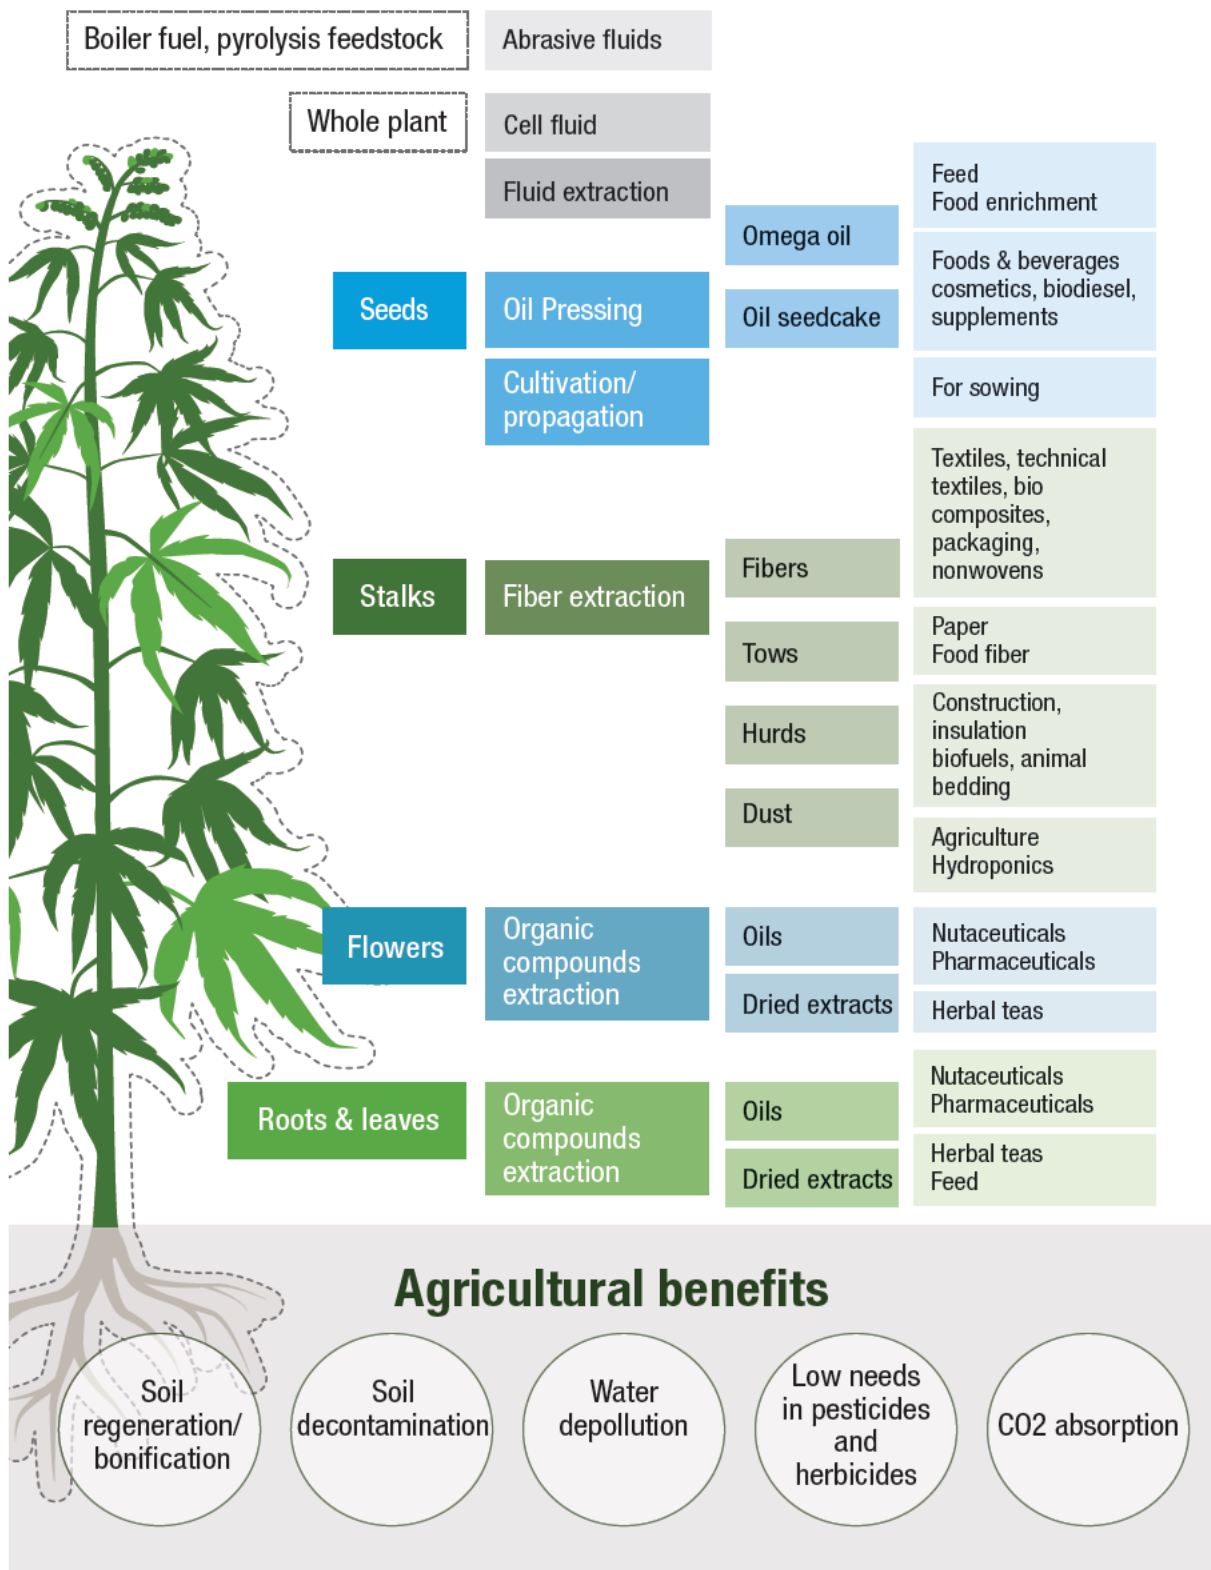 Boiler fuel, pyrolysis feedstock
Abrasive fluids
Whole plant
Cell fluid
Fluid extraction
Seeds
Oil Pressing
Cultivation/
propagation
Omega oil
Oil seedcake
Feed
Food enrichment
Foods & beverages
cosmetics, biodiesel,
supplements
For sowing
Stalks
Fiber extraction
Fibers
Tows
Hurds
Dust
Textiles, technical
textiles, bio
composites,
packaging,
nonwovens
Paper
Food fiber
Construction,
insulation
biofuels, animal
bedding
Agriculture
Hydroponics
Flowers
Organic
compounds
extraction
Oils
Dried extracts
Nutaceuticals
Pharmaceuticals
Herbal teas
Roots & leaves
Organic
compounds
extraction
Oils
Dried extracts
Nutaceuticals
Pharmaceuticals
Herbal teas
Feed
Agricultural benefits
Soil
regeneration/
bonification
Soil
decontamination
Water
depollution
Low needs
in pesticides
and
herbicides
CO2 absorption